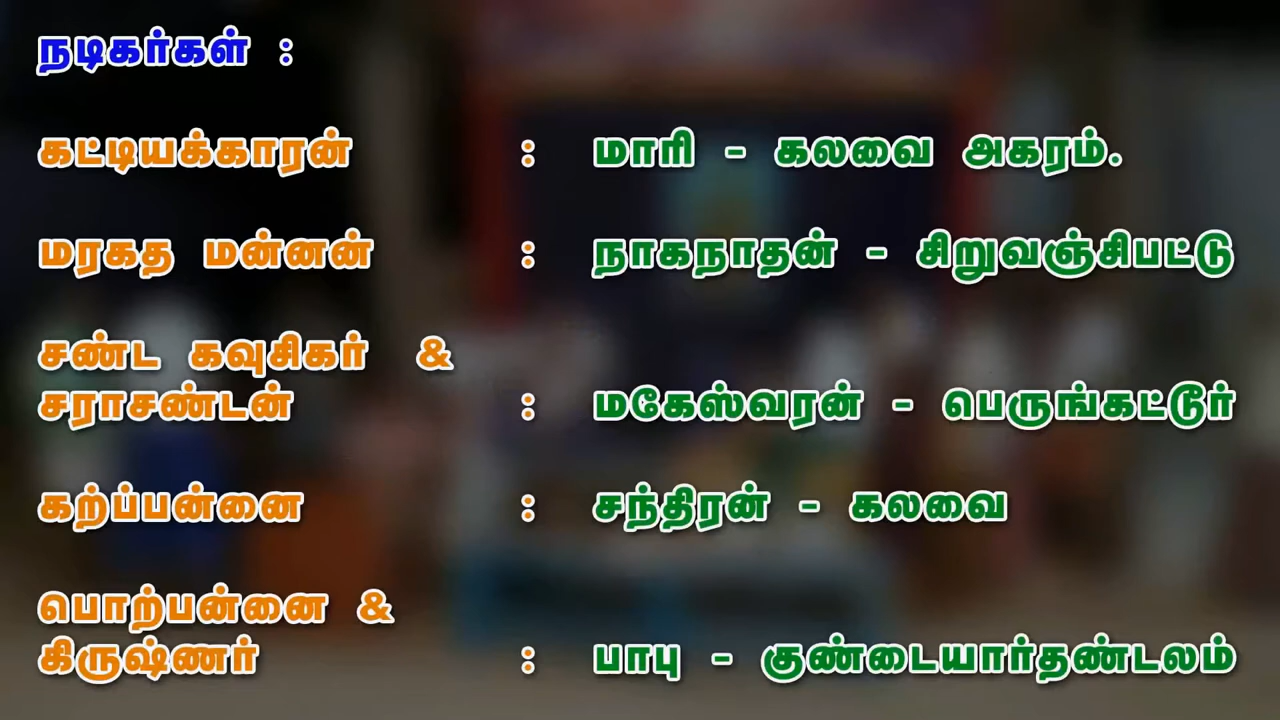 நடிகர்கள் :
கட்டியக்காரன் : மாரி - கலவை அகரம்.
மரகத மன்னன் : நாகநாதன் - சிறுவஞ்சிபட்டு
சண்ட கவுசிகர் &
சராசண்டன் : மகேஸ்வரன் - பெருங்கட்டூர்
கற்ப்பன்னை : சந்திரன் - கலவை
பொற்பன்னை &
கிருஷ்ணர் : பாபு - குண்டையார்தண்டலம்